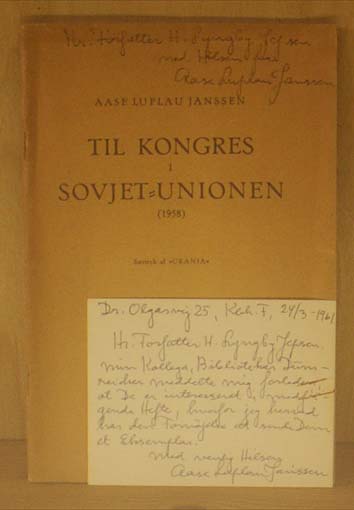 Hr. Forfatter H. Lyngby Jepsen
med Hilsen fra
Aase Luplau Janssen
AASE LUPLAU JANSSEN
TIL KONGRES
I
SOVJET=UNIONEN
(1958)
Særtryk af »URANIA«
Dr. Olgasvej 25, Kbh. F, 24/3-1961
Hr. Forfatter H. Lyngby Jepsen.
min Kollega, Bibliotekar
meddelte mig forleden
at De er interesseret i
gende Hefte, hvorfor jeg herved
har den Fornøjelse at sende Dem
et Eksemplar.
med venlig Hilsen
Aase Luplau Janssen